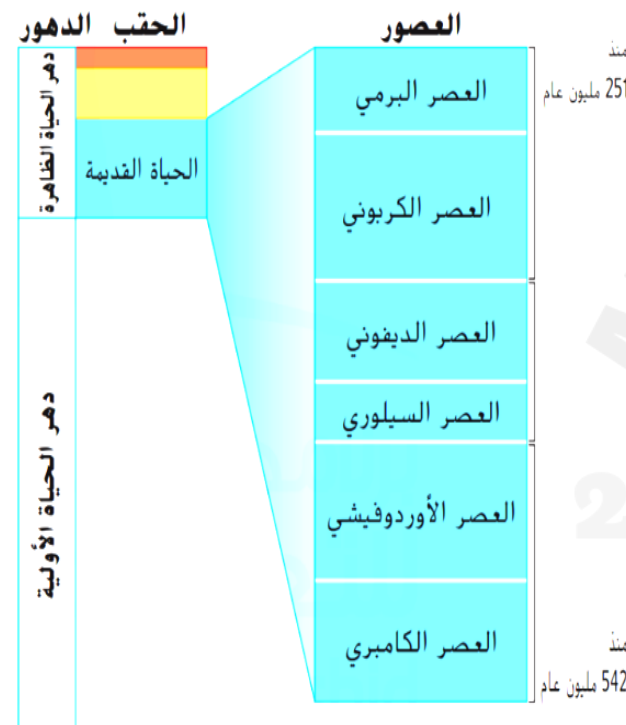 العصور
الحقب
الدهور
منذ
251 مليون عام
العصر البرمي
العصر الكربوني
العصر الديفوني
العصر السيلوري
العصر الأوردوفيشي
العصر الكامبري
منذ
542 مليون عام
الحياة القديمة
دهر الحياة الظاهرة
دهر الحياة الأولية
2